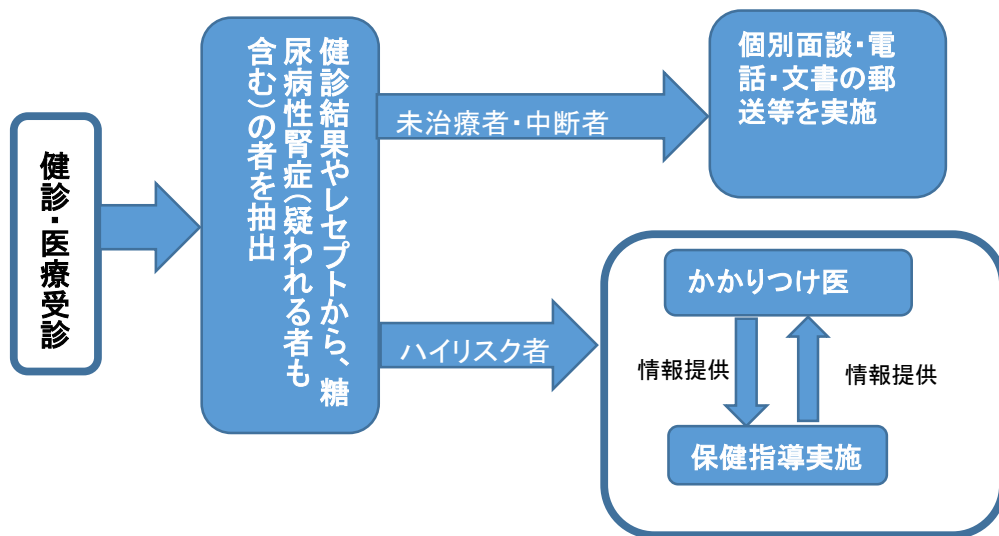 健診・医療受診
健診結果やレセプトから、糖
尿病性腎症(疑われる者も
含む)の者を抽出
未治療者・中断者
個別面談・電
話・文書の郵
送等を実施
ハイリスク者
かかりつけ医
情報提供
情報提供
保健指導実施